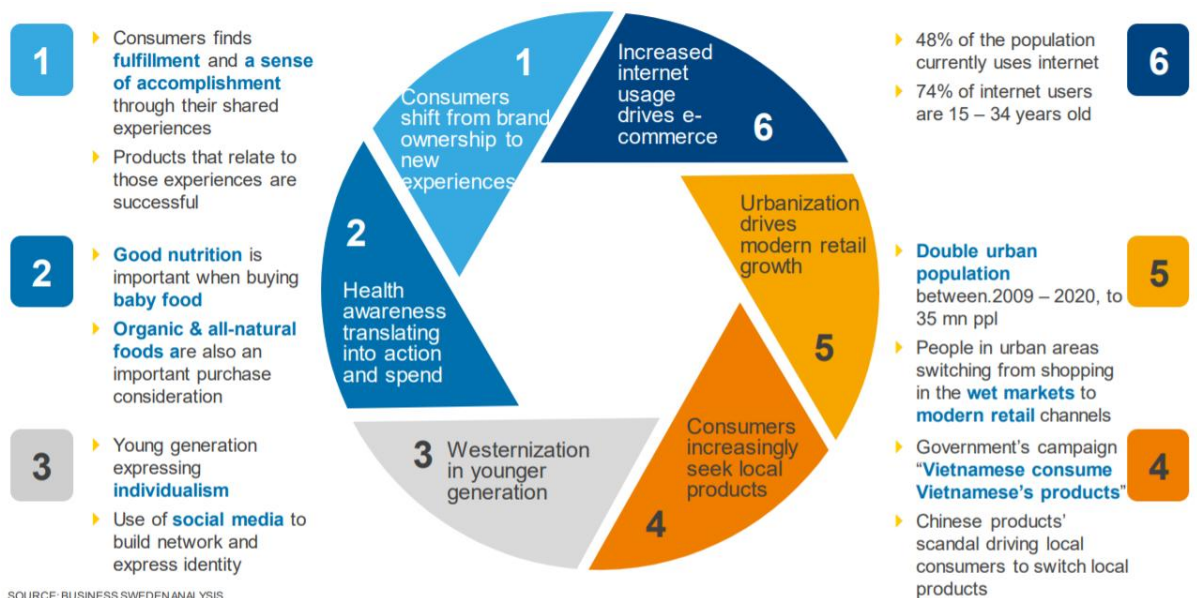 1
Consumers finds
fulfillment and a sense
of accomplishment
through their shared
experiences
Products that relate to
those experiences are
successful
2
Good nutrition is
important when buying
baby food
Organic & all-natural
foods are also an
important purchase
consideration
3
Young generation
expressing
individualism
Use of social media to
build network and
express identity
1
Consumers
shift from brand
ownership to
new
experiences
2
Health
awareness
translating
into action
and spend
3
Westernization
in younger
generation
Consumers
increasingly
seek local
products
4
Urbanization
drives
modern retail
growth
5
Increased
internet
usage
drives e-
commerce
6
48% of the population
currently uses internet
74% of internet users
are 15 – 34 years old
6
Double urban
population
between.2009 – 2020, to
35 mn ppl
People in urban areas
switching from shopping
in the wet markets to
modern retail channels
5
Government's campaign
“Vietnamese consume
Vietnamese's products”
Chinese products'
scandal driving local
consumers to switch local
products
4
SOURCE: BUSINESS SWEDEN ANALYSIS